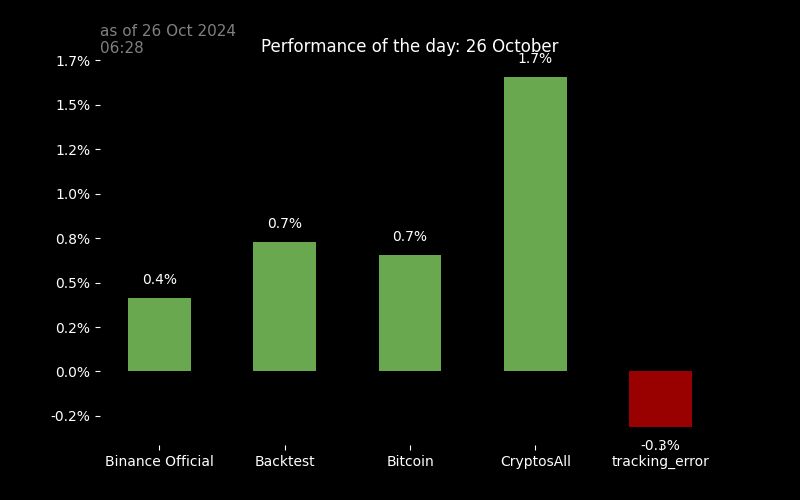 as of 26 Oct 2024
06:28
Performance of the day: 26 October
1.7%
1.7%
1.5%
1.2%
1.0%
0.8%
0.7%
0.7%
0.5%
0.4%
0.2%
0.0%
-0.2%
-0.3%
Binance Official
Backtest
Bitcoin
CryptosAll
tracking_error